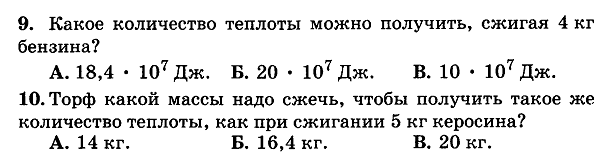 9. Какое количество теплоты можно получить, сжигая 4 кг
бензина?
А. 18,4 · 10⁷ Дж. Б. 20 · 10⁷ Дж. В. 10 · 10⁷ Дж.
10. Торф какой массы надо сжечь, чтобы получить такое же
количество теплоты, как при сжигании 5 кг керосина?
А. 14 кг. Б. 16,4 кг. В. 20 кг.